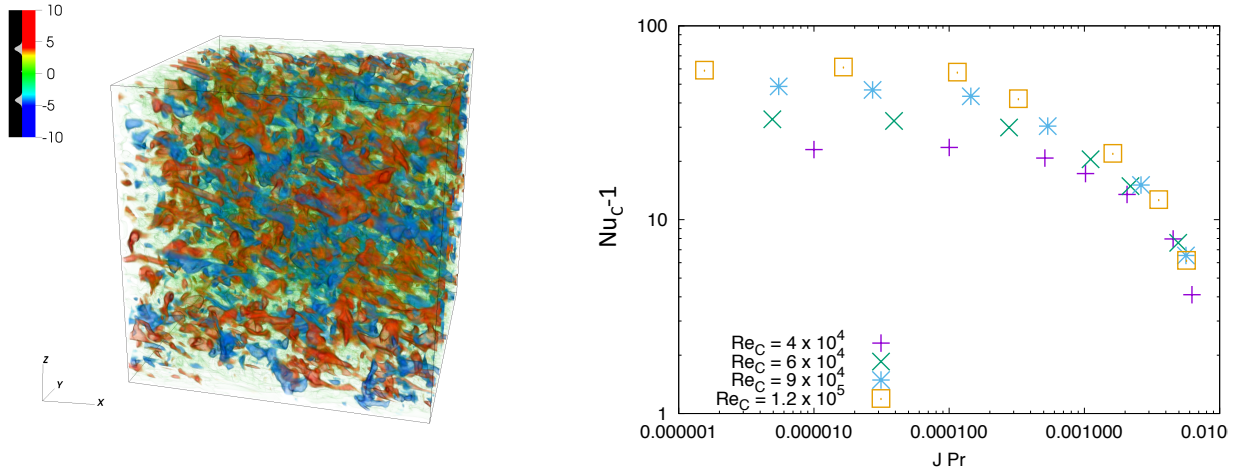 10
5
0
-5
-10
Z
Y
X
100
10
1
Nu_C-1
Re_C = 4 x 10^4
Re_C = 6 x 10^4
Re_C = 9 x 10^4
Re_C = 1.2 x 10^5
0.000001 0.000010 0.000100 0.001000 0.010
J Pr